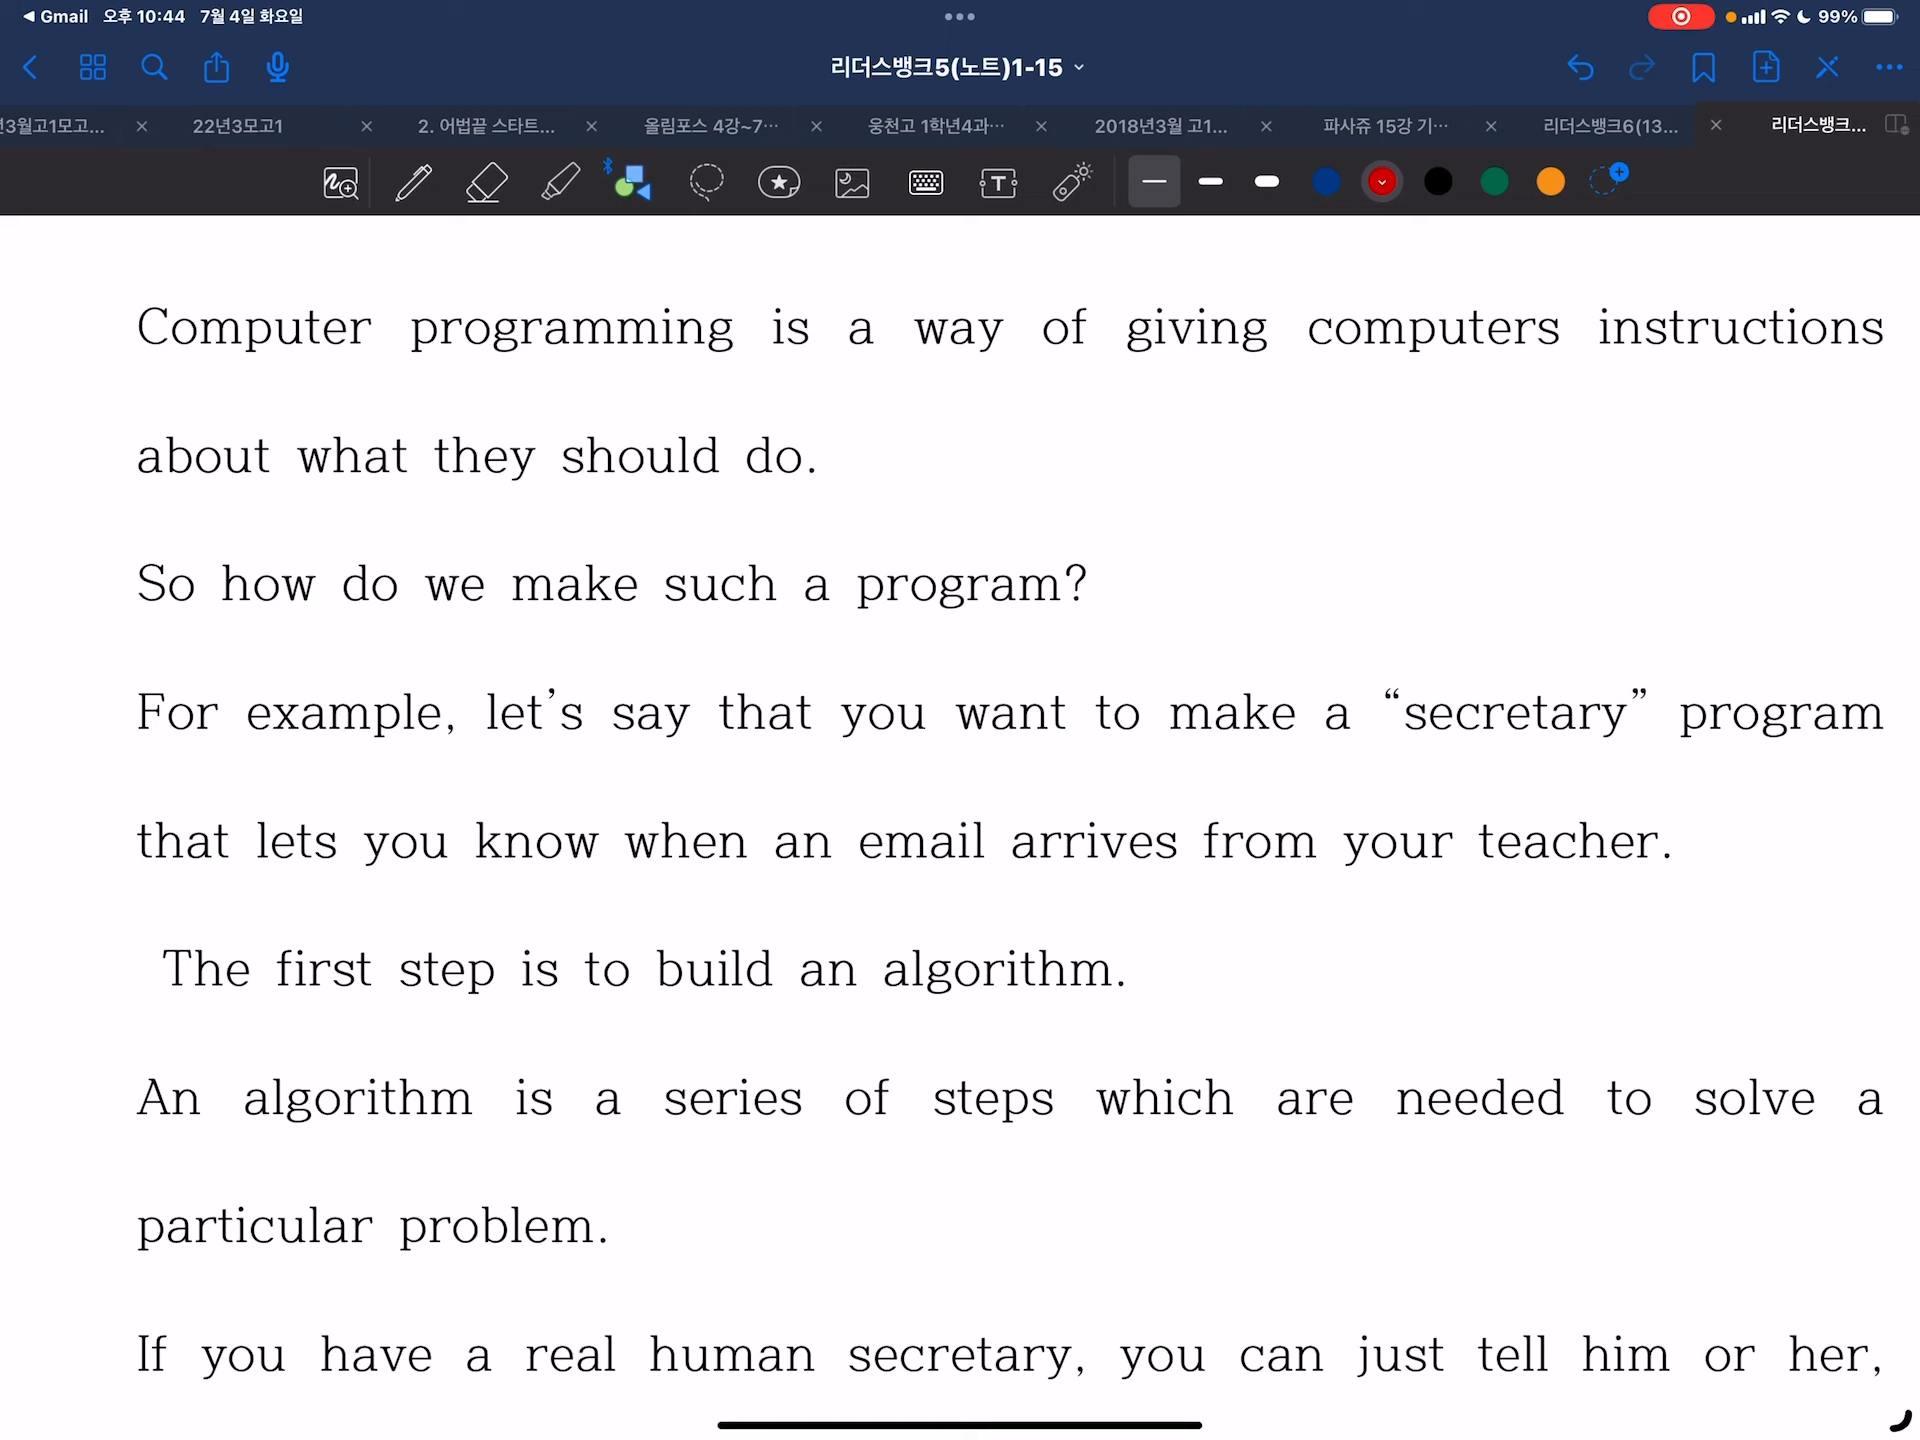 ◀ Gmail 오후 10:44 7월 4일 화요일 99%
리더스뱅크5(노트)1-15
년3월고1모고... 22년3모고1 2. 어법끝 스타트... 올림포스 4강~7... 웅천고 1학년4과... 2018년3월 고1... 파사쥬 15강 기... 리더스뱅크6(13... 리더스뱅크...
Computer programming is a way of giving computers instructions
about what they should do.
So how do we make such a program?
For example, let's say that you want to make a “secretary” program
that lets you know when an email arrives from your teacher.
The first step is to build an algorithm.
An algorithm is a series of steps which are needed to solve a
particular problem.
If you have a real human secretary, you can just tell him or her,